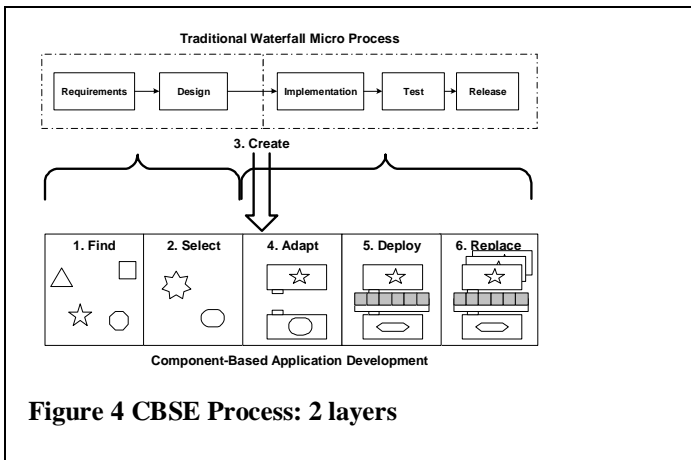 Traditional Waterfall Micro Process
Requirements
Design
Implementation
Test
Release
3. Create
1. Find
2. Select
4. Adapt
5. Deploy
6. Replace
Component-Based Application Development
Figure 4 CBSE Process: 2 layers